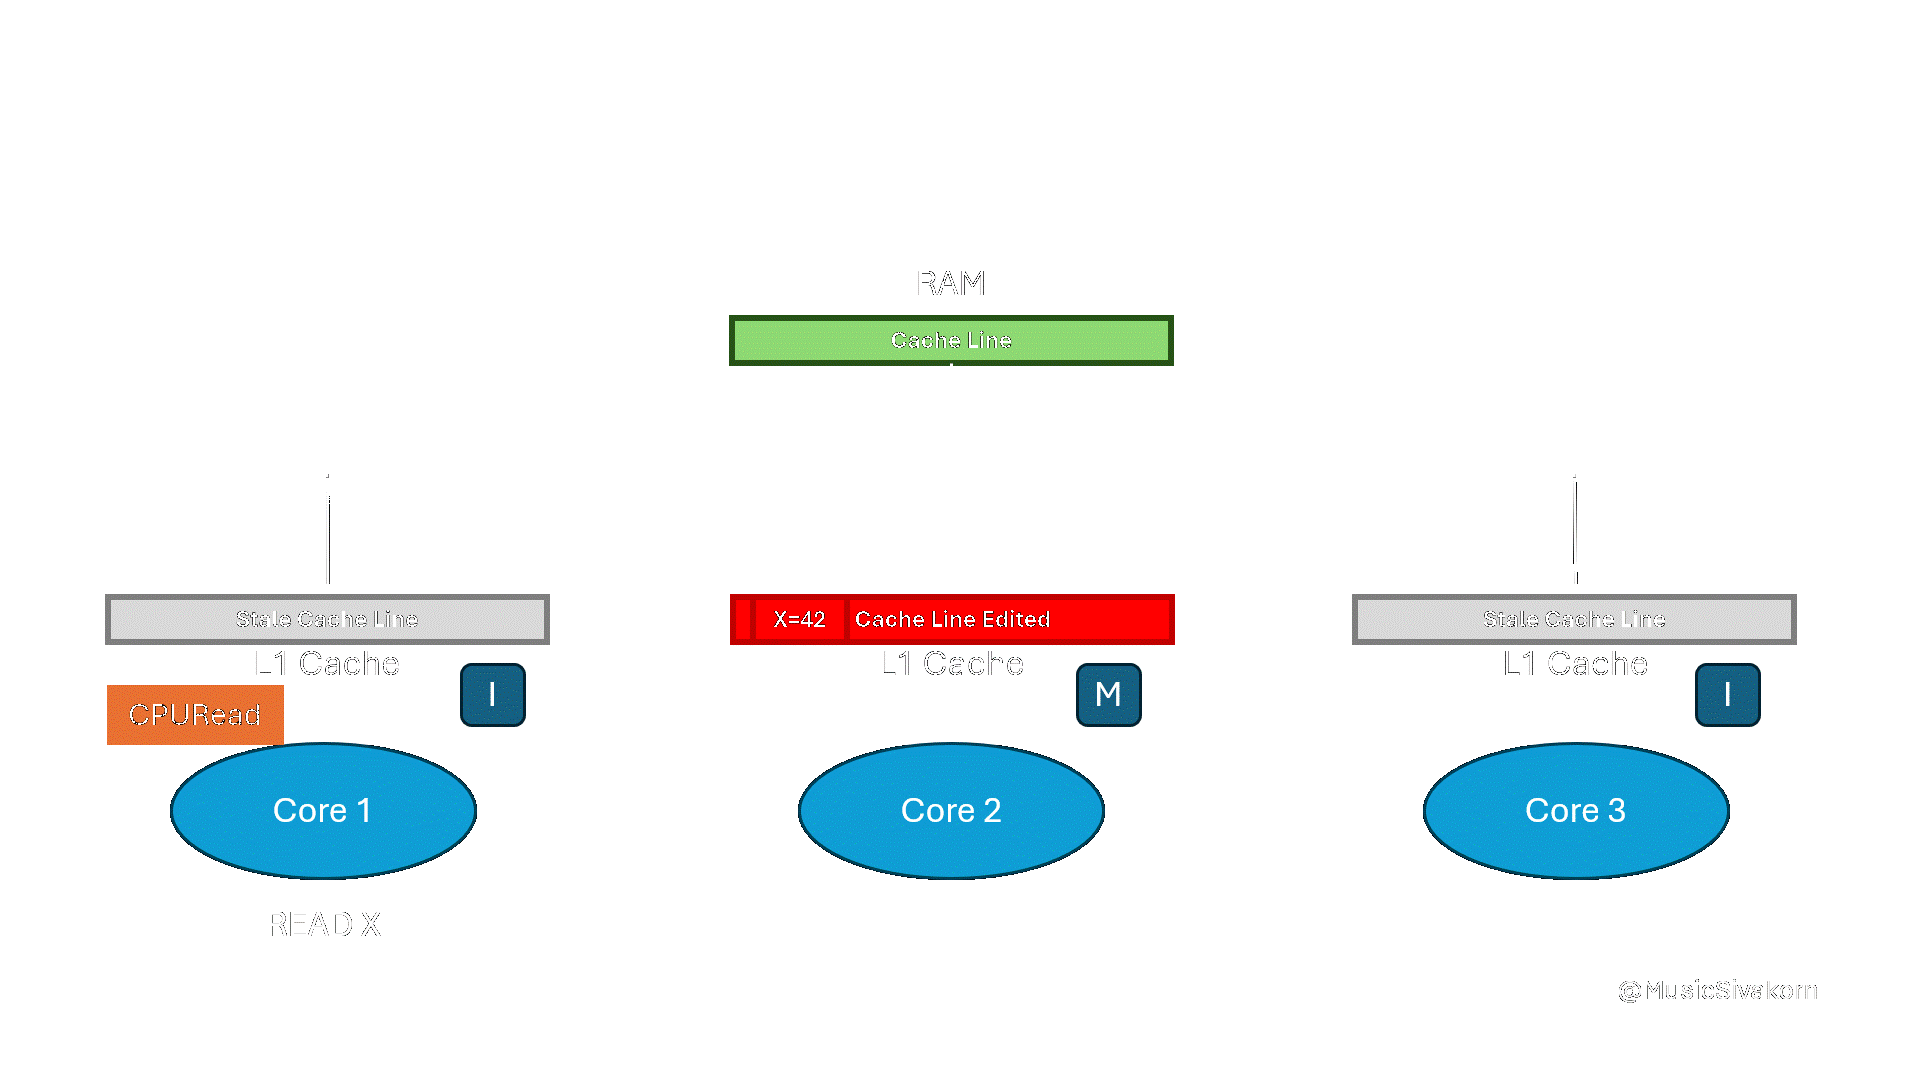 RAM
Cache Line
Stale Cache Line
X=42 Cache Line Edited
Stale Cache Line
L1 Cache
L1 Cache
L1 Cache
I
M
I
CPURead
Core 1
Core 2
Core 3
READ X
@MusicSivakorn